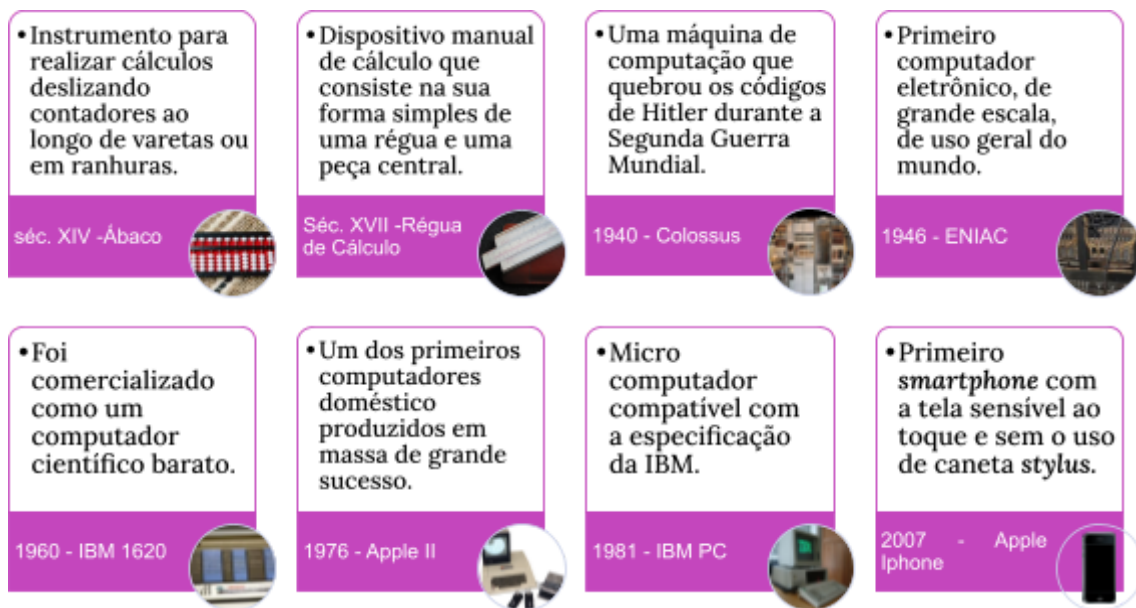 •Instrumento para
realizar cálculos
deslizando
contadores ao
longo de varetas ou
em ranhuras.
séc. XIV -Ábaco
•Dispositivo manual
de cálculo que
consiste na sua
forma simples de
uma régua e uma
peça central.
Séc. XVII -Régua
de Cálculo
•Uma máquina de
computação que
quebrou os códigos
de Hitler durante a
Segunda Guerra
Mundial.
1940 - Colossus
•Primeiro
computador
eletrônico, de
grande escala,
de uso geral do
mundo.
1946 - ENIAC
•Foi
comercializado
como um
computador
científico barato.
1960 - IBM 1620
•Um dos primeiros
computadores
doméstico
produzidos em
massa de grande
sucesso.
1976 - Apple II
•Micro
computador
compatível com
a especificação
da IBM.
1981 - IBM PC
•Primeiro
smartphone com
a tela sensível ao
toque e sem o uso
de caneta stylus.
2007 - Apple
Iphone